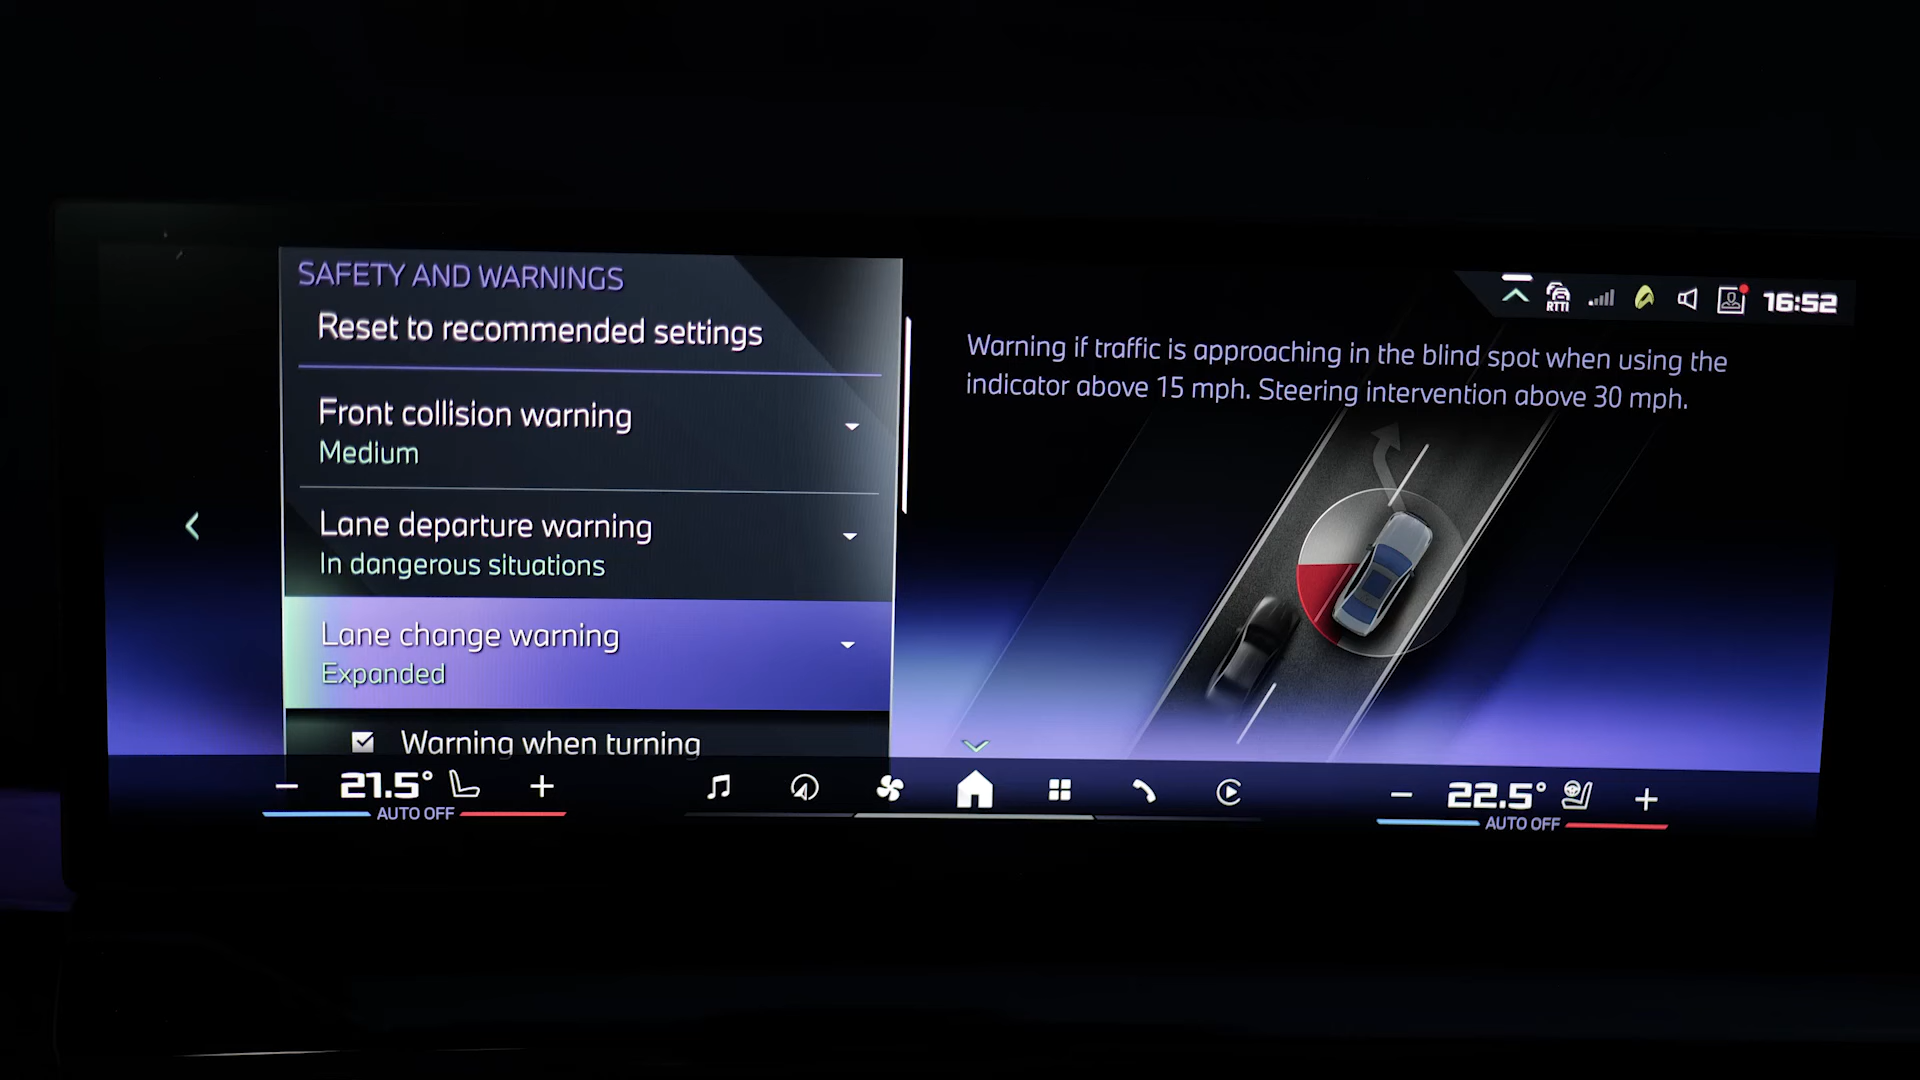 SAFETY AND WARNINGS
Reset to recommended settings
Front collision warning
Medium
Lane departure warning
In dangerous situations
Lane change warning
Expanded
Warning when turning
RTTI
16:52
Warning if traffic is approaching in the blind spot when using the
indicator above 15 mph. Steering intervention above 30 mph.
21.5°
AUTO OFF
22.5°
AUTO OFF